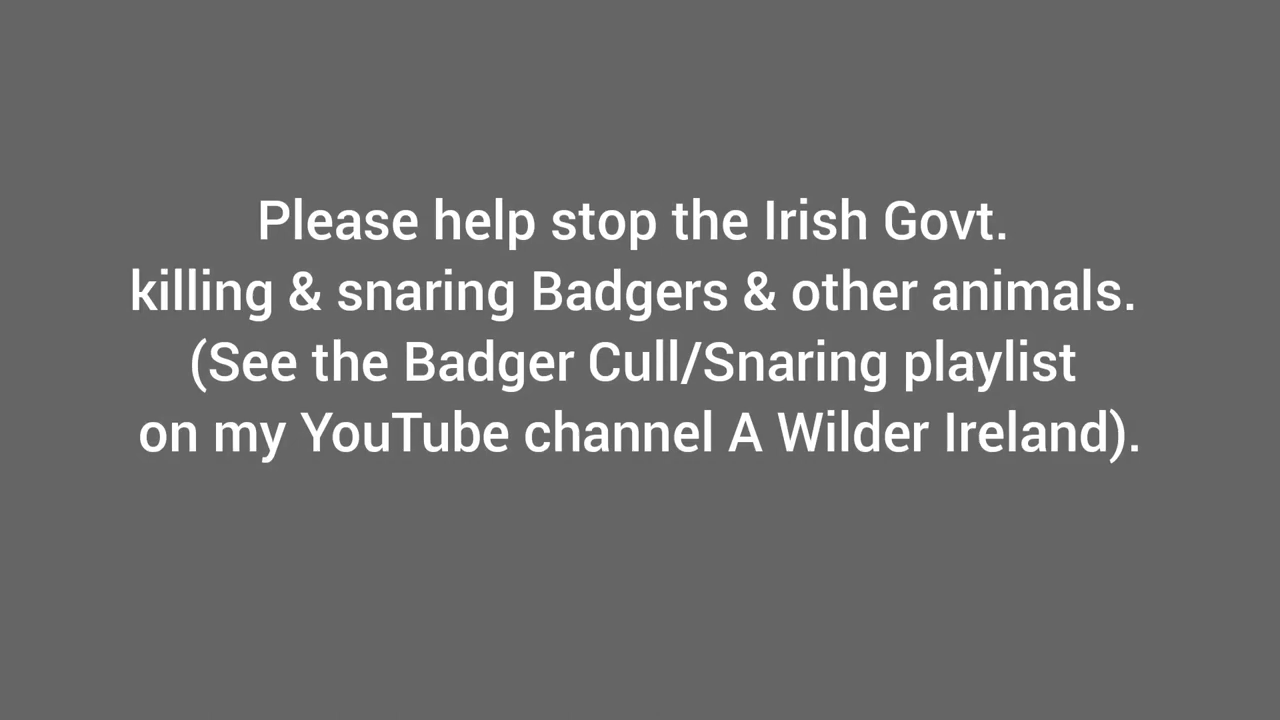 Please help stop the Irish Govt.
killing & snaring Badgers & other animals.
(See the Badger Cull/Snaring playlist
on my YouTube channel A Wilder Ireland).